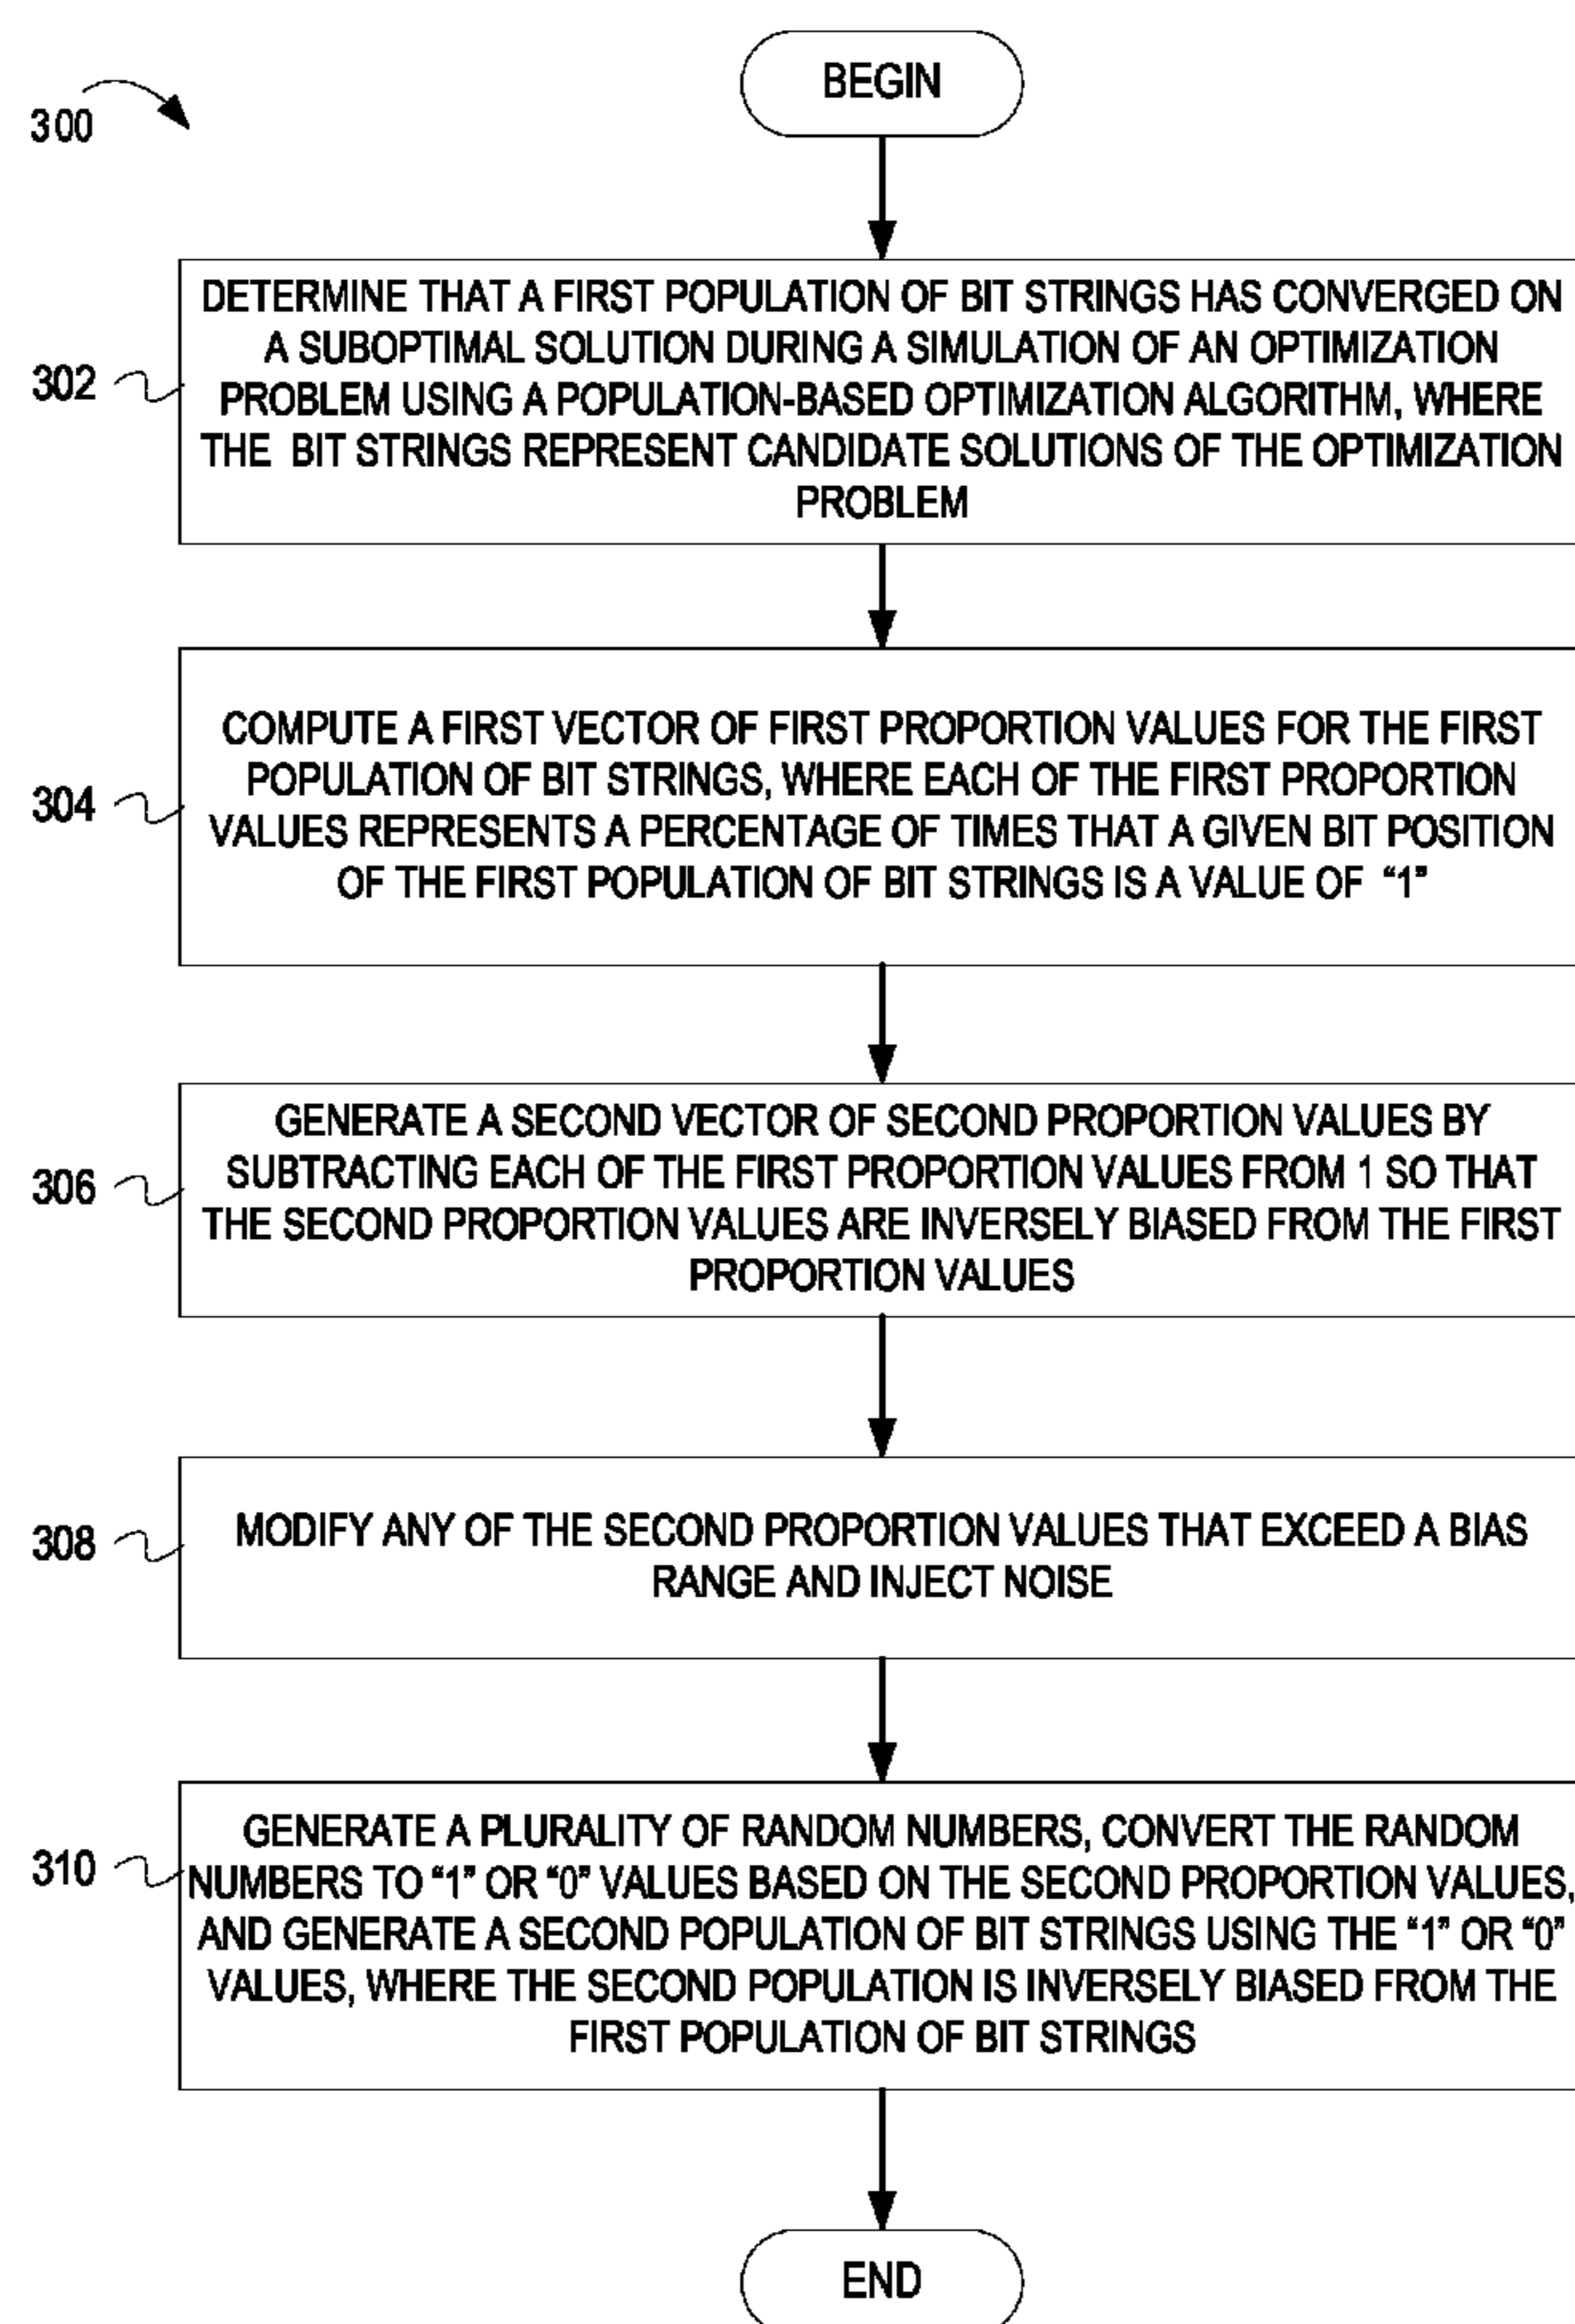 300
BEGIN
DETERMINE THAT A FIRST POPULATION OF BIT STRINGS HAS CONVERGED ON
A SUBOPTIMAL SOLUTION DURING A SIMULATION OF AN OPTIMIZATION
302
PROBLEM USING A POPULATION-BASED OPTIMIZATION ALGORITHM, WHERE
THE BIT STRINGS REPRESENT CANDIDATE SOLUTIONS OF THE OPTIMIZATION
PROBLEM
COMPUTE A FIRST VECTOR OF FIRST PROPORTION VALUES FOR THE FIRST
POPULATION OF BIT STRINGS, WHERE EACH OF THE FIRST PROPORTION
304
VALUES REPRESENTS A PERCENTAGE OF TIMES THAT A GIVEN BIT POSITION
OF THE FIRST POPULATION OF BIT STRINGS IS A VALUE OF “1”
GENERATE A SECOND VECTOR OF SECOND PROPORTION VALUES BY
SUBTRACTING EACH OF THE FIRST PROPORTION VALUES FROM 1 SO THAT
306
THE SECOND PROPORTION VALUES ARE INVERSELY BIASED FROM THE FIRST
PROPORTION VALUES
308
MODIFY ANY OF THE SECOND PROPORTION VALUES THAT EXCEED A BIAS
RANGE AND INJECT NOISE
GENERATE A PLURALITY OF RANDOM NUMBERS, CONVERT THE RANDOM
310
NUMBERS TO “1” OR “0” VALUES BASED ON THE SECOND PROPORTION VALUES,
AND GENERATE A SECOND POPULATION OF BIT STRINGS USING THE “1” OR “0”
VALUES, WHERE THE SECOND POPULATION IS INVERSELY BIASED FROM THE
FIRST POPULATION OF BIT STRINGS
END